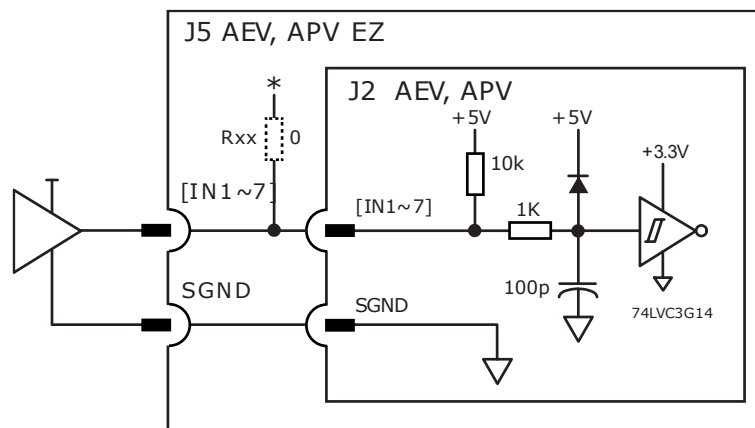 J5 AEV, APV EZ
*
Rxx 0
[IN1~7]
SGND
J2 AEV, APV
+5V
+5V
10k
+3.3V
[IN1~7]
1K
100p
74LVC3G14
SGND